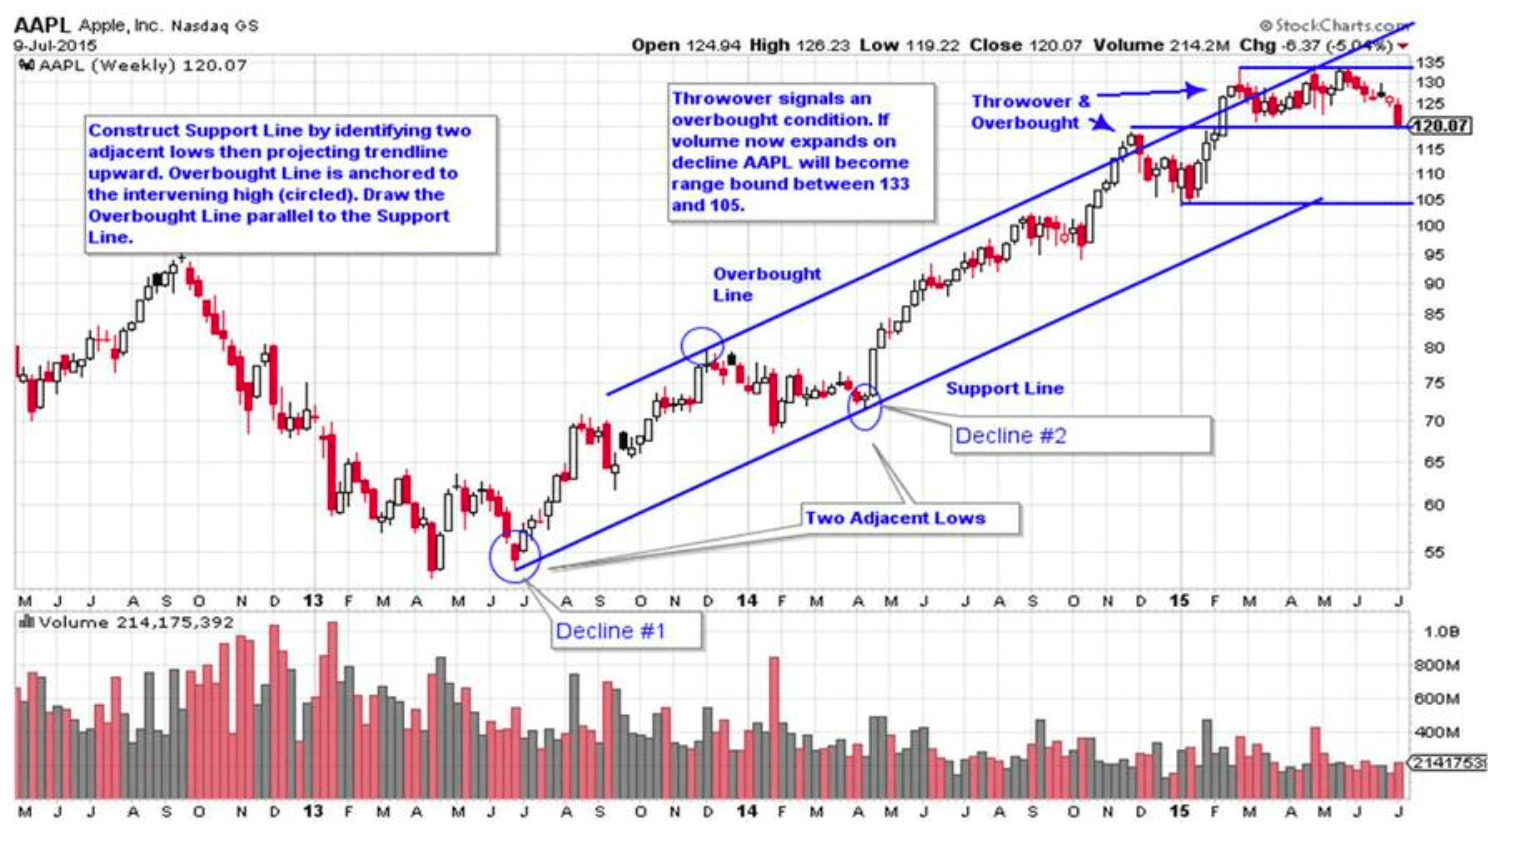 AAPL Apple, Inc. Nasdaq GS
© StockCharts.com
9-Jul-2015
Open 124.94 High 126.23 Low 119.22 Close 120.07 Volume 214.2M Chg -6.37 (-5.04%)
AAPL (Weekly) 120.07
Construct Support Line by identifying two
adjacent lows then projecting trendline
upward. Overbought Line is anchored to
the intervening high (circled). Draw the
Overbought Line parallel to the Support
Line.
Throwover signals an
overbought condition. If
volume now expands on
decline AAPL will become
range bound between 133
and 105.
Throwover &
Overbought
Overbought
Line
Support Line
Decline #2
Two Adjacent Lows
Decline #1
135
130
125
120.07
115
110
105
100
95
90
85
80
75
70
65
60
55
M J J A S O N D 13 F M A M J J A S O N D 14 F M A M J J A S O N D 15 F M A M J J
Volume 214,175,392
1.0B
800M
600M
400M
2141753
M J J A S O N D 13 F M A M J J A S O N D 14 F M A M J J A S O N D 15 F M A M J J